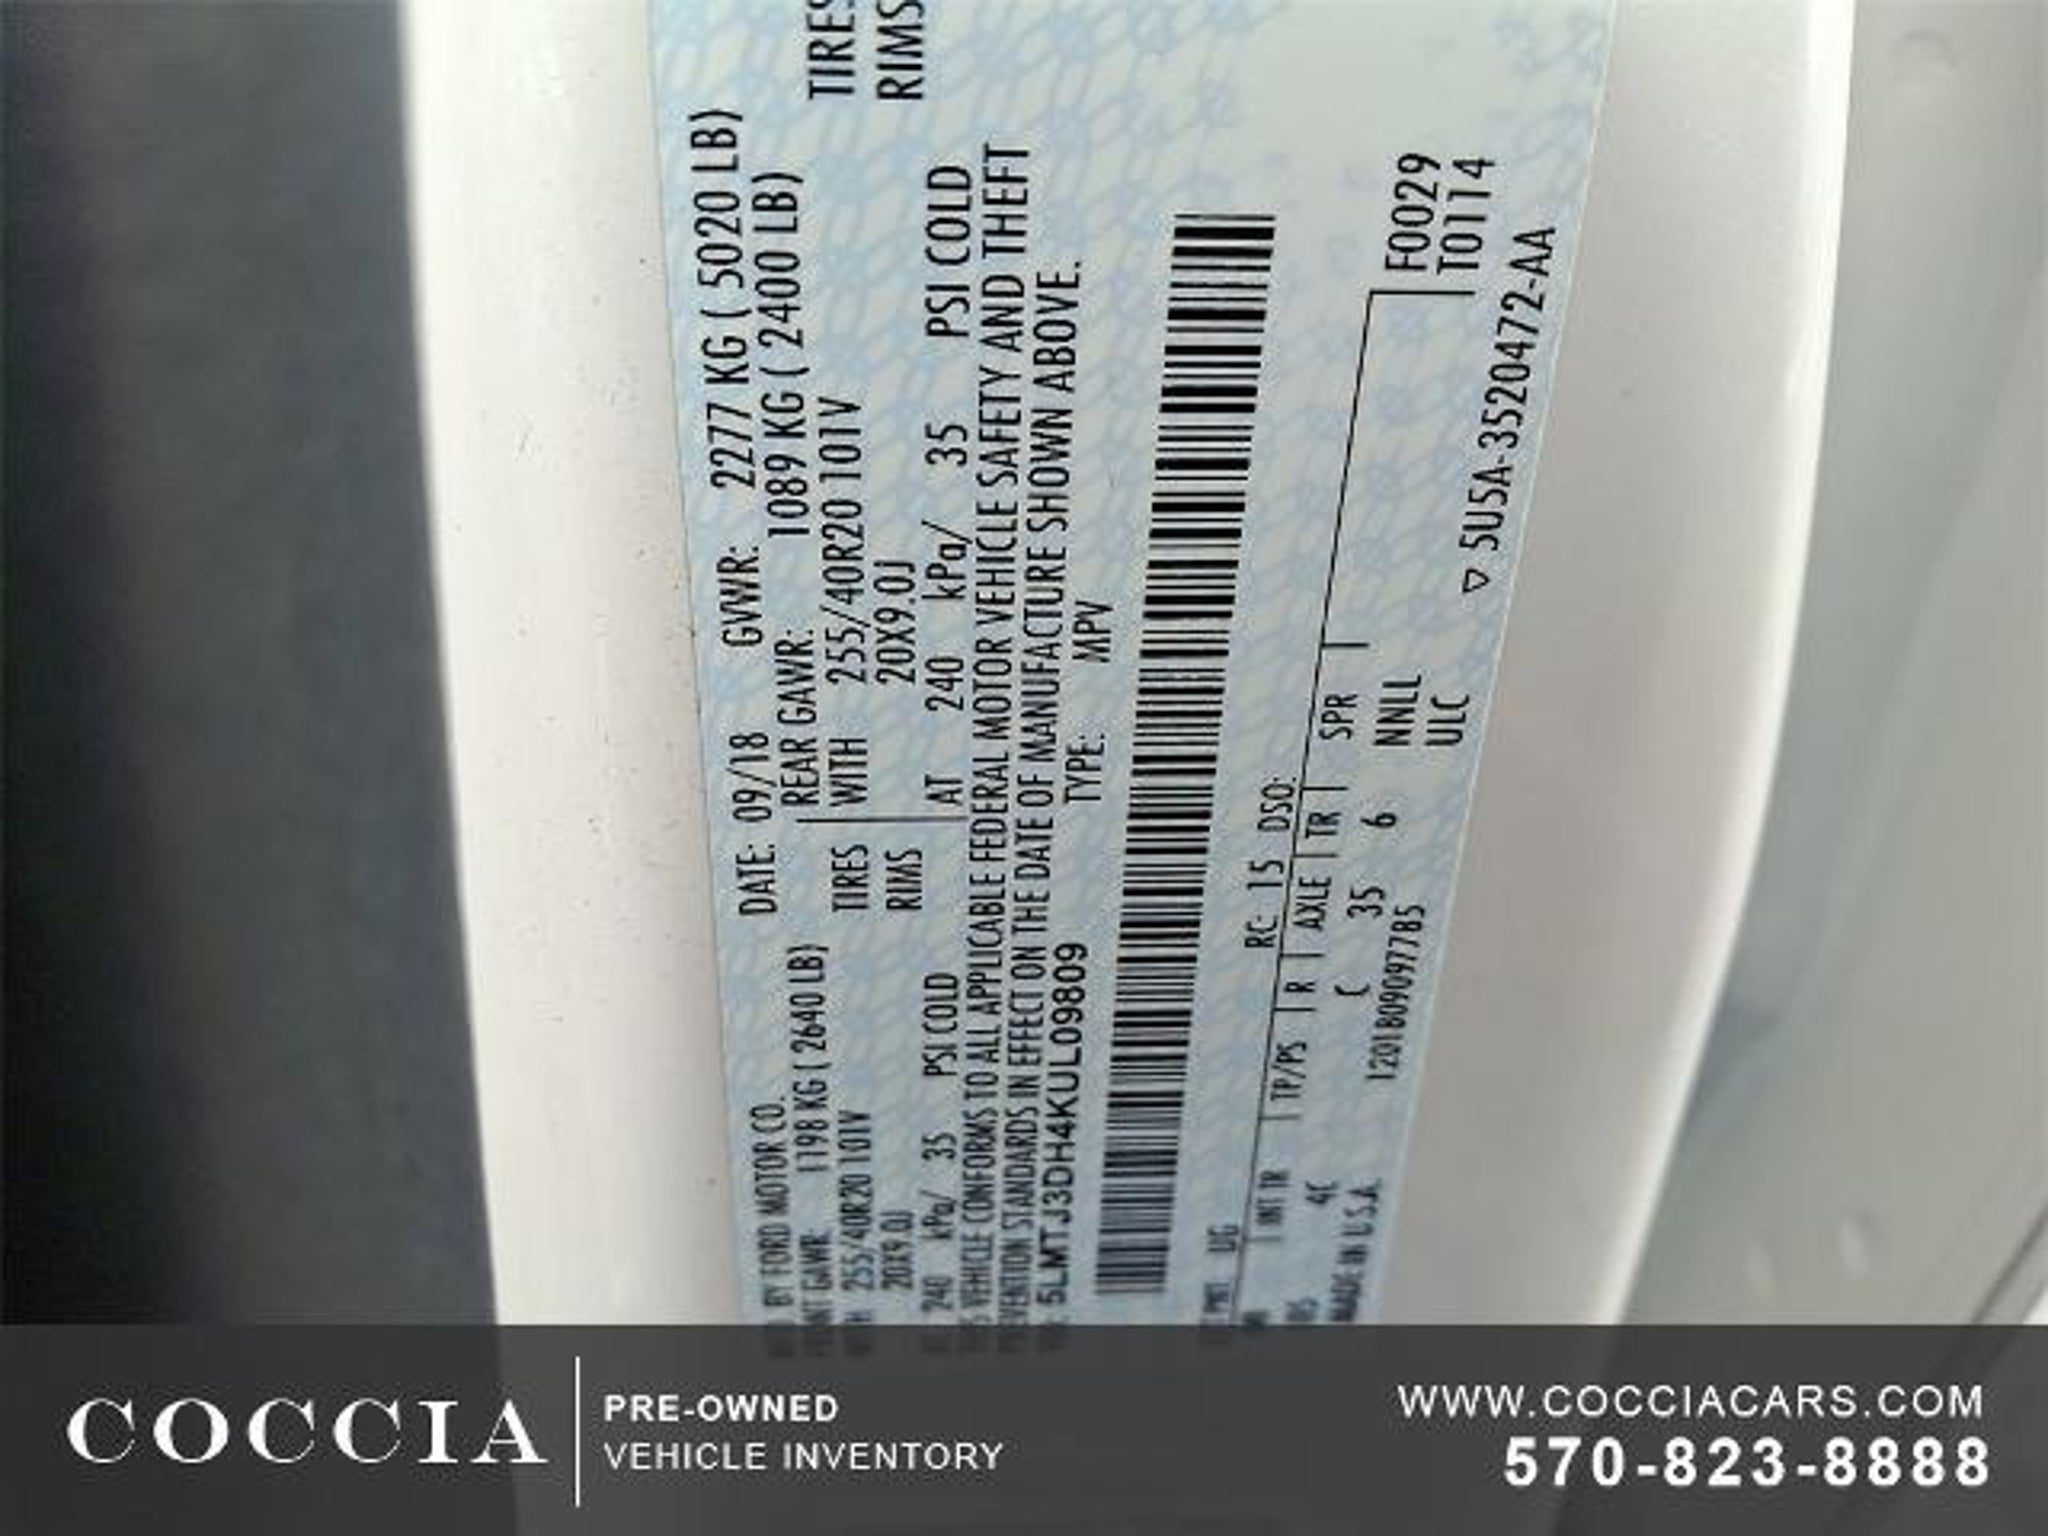 BY FORD MOTOR CO. DATE: 09/18 GVWR: 2277 KG ( 5020 LB)
FRONT GAWR: 1198 KG ( 2640 LB) REAR GAWR: 1089 KG ( 2400 LB)
WITH 255/40R20 101V TIRES WITH 255/40R20 101V TIRES
20X9.0J RIMS 20X9.0J RIMS
240 kPa/ 35 PSI COLD AT 240 kPa/ 35 PSI COLD
THIS VEHICLE CONFORMS TO ALL APPLICABLE FEDERAL MOTOR VEHICLE SAFETY AND THEFT
PREVENTION STANDARDS IN EFFECT ON THE DATE OF MANUFACTURE SHOWN ABOVE.
5LMTJ3DH4KUL09809 TYPE: MPV
UG RC: 15 DSO:
INT TR TP/PS R AXLE TR SPR F0029
4C C 35 6 NNLL T0114
MADE IN U.S.A. 120180909097785 ULC
▽ 5U5A-3520472-AA
COCCIA
PRE-OWNED
VEHICLE INVENTORY
WWW.COCCIACARS.COM
570-823-8888